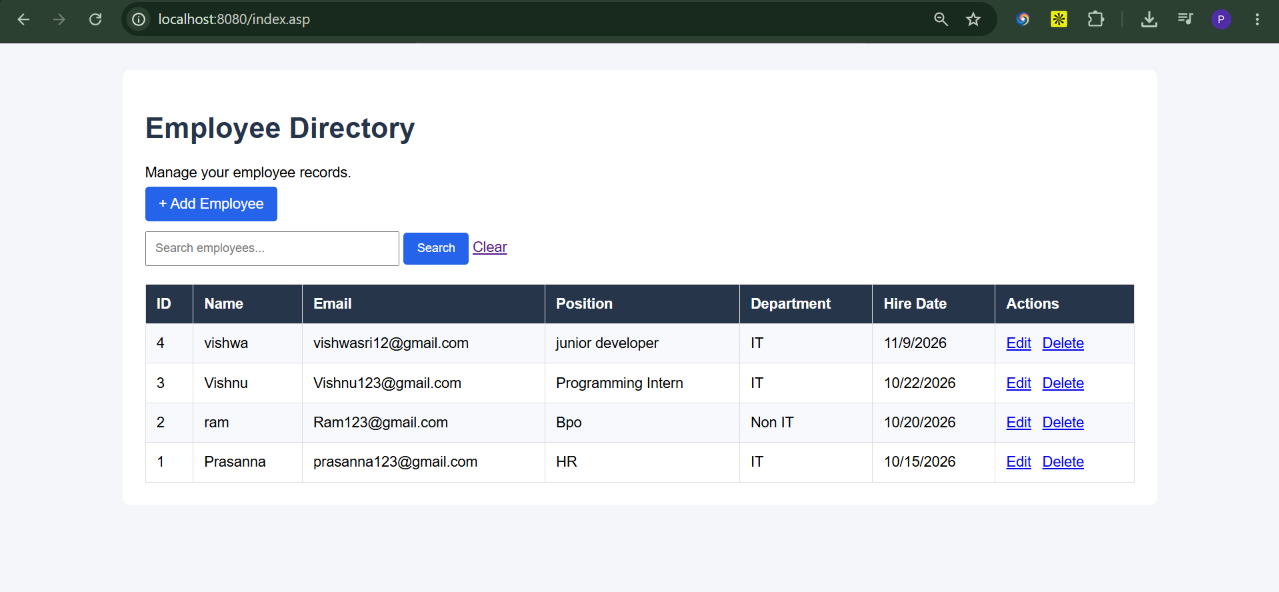 localhost:8080/index.asp
P
Employee Directory
Manage your employee records.
+ Add Employee
Search employees... Search Clear
ID Name Email Position Department Hire Date Actions
4 vishwa vishwasri12@gmail.com junior developer IT 11/9/2026 Edit Delete
3 Vishnu Vishnu123@gmail.com Programming Intern IT 10/22/2026 Edit Delete
2 ram Ram123@gmail.com Bpo Non IT 10/20/2026 Edit Delete
1 Prasanna prasanna123@gmail.com HR IT 10/15/2026 Edit Delete